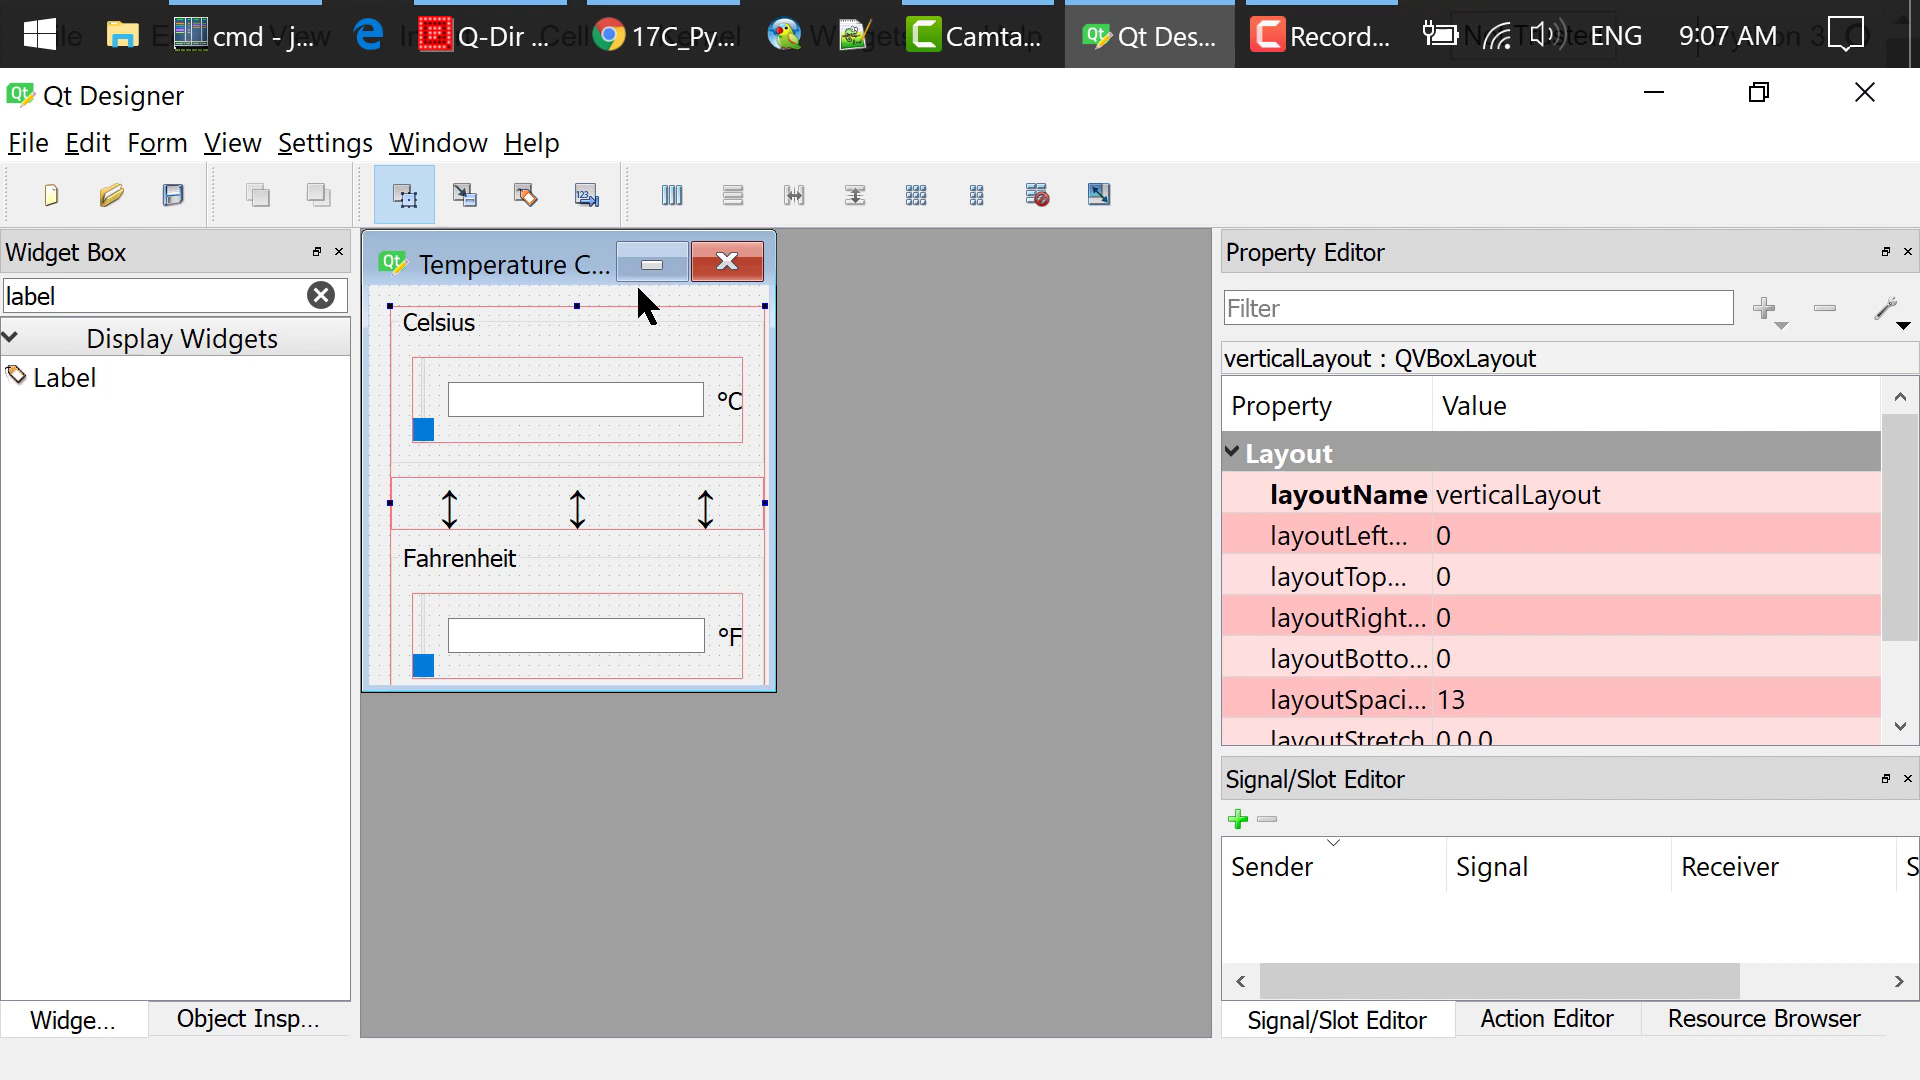 cmd - j...
Q-Dir ...
17C_Py...
Camta...
Qt Des...
Record...
ENG
9:07 AM
Qt Designer
File Edit Form View Settings Window Help
Widget Box
label
Display Widgets
Label
Widge...
Object Insp...
Qt Temperature C...
Celsius
°C
↕ ↕ ↕
Fahrenheit
°F
Property Editor
Filter
verticalLayout : QVBoxLayout
Property Value
Layout
layoutName verticalLayout
layoutLeft... 0
layoutTop... 0
layoutRight... 0
layoutBotto... 0
layoutSpaci... 13
layoutStretch 0,0,0
Signal/Slot Editor
Sender Signal Receiver S
Signal/Slot Editor
Action Editor
Resource Browser